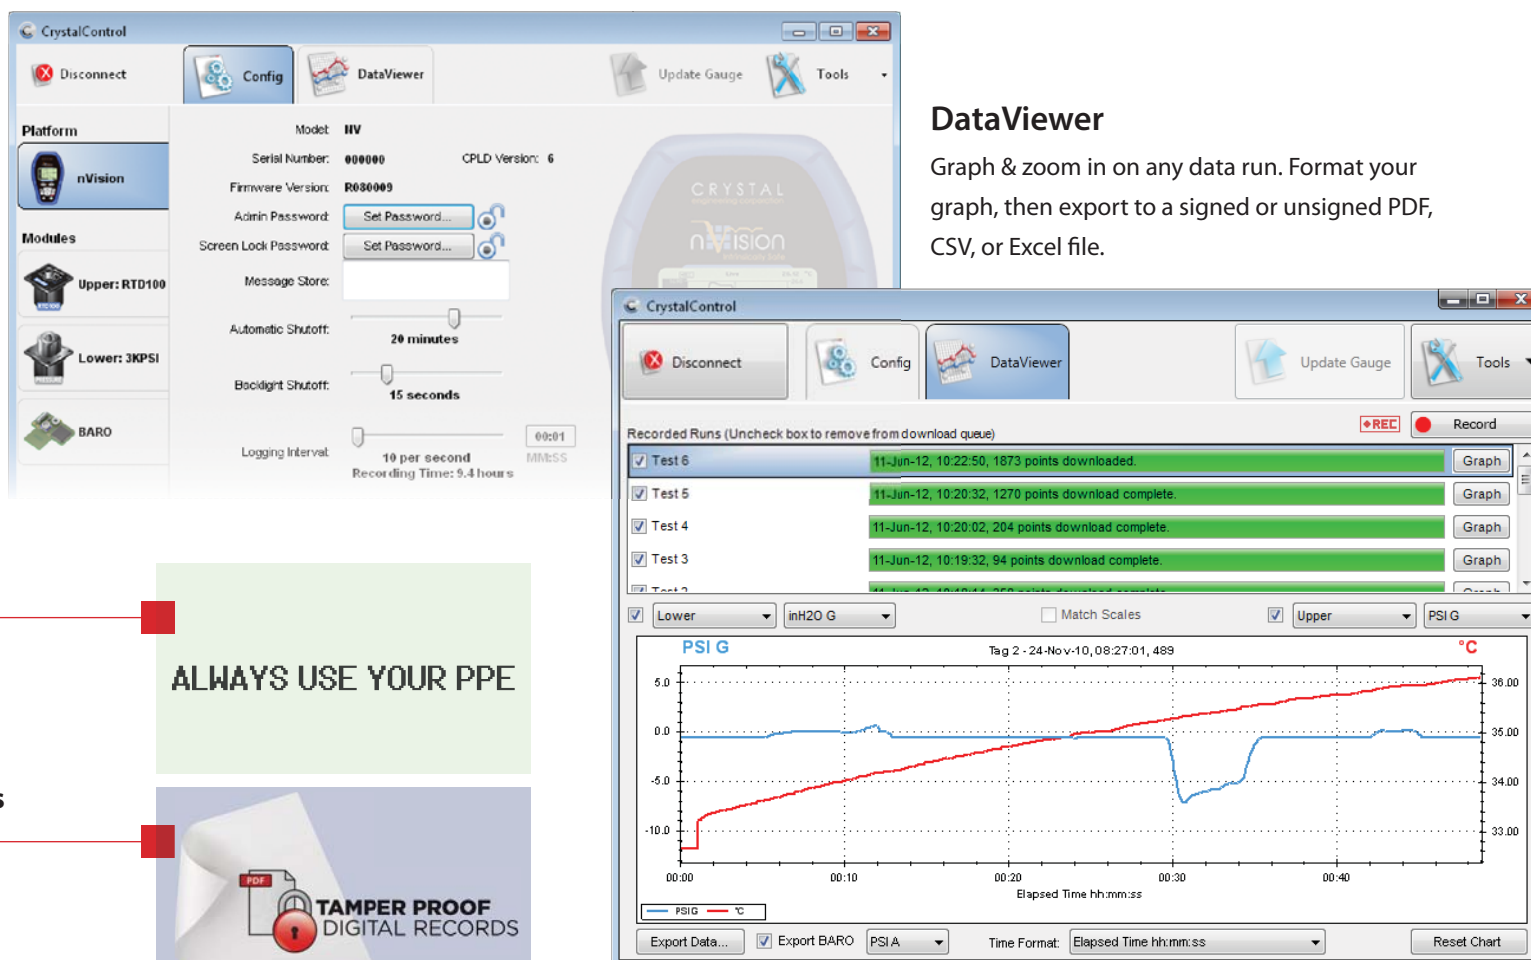 CrystalControl
Disconnect
Config
DataViewer
Update Gauge
Tools
Platform
nVision
Modules
Upper: RTD100
Lower: 3KPSI
BARO
Model: NV
Serial Number: 000000 CPLD Version: 6
Firmware Version: R080009
Admin Password: Set Password...
Screen Lock Password: Set Password...
Message Store:
Automatic Shutoff:
20 minutes
Backlight Shutoff:
15 seconds
Logging Interval:
10 per second
Recording Time: 9.4 hours
00:01
MM:SS
CRYSTAL
engineering corporation
nVision
Intrinsically Safe
DataViewer
Graph & zoom in on any data run. Format your
graph, then export to a signed or unsigned PDF,
CSV, or Excel file.
CrystalControl
Disconnect
Config
DataViewer
Update Gauge
Tools
REC
Record
Recorded Runs (Uncheck box to remove from download queue)
Test 6 11-Jun-12, 10:22:50, 1873 points downloaded. Graph
Test 5 11-Jun-12, 10:20:32, 1270 points download complete. Graph
Test 4 11-Jun-12, 10:20:02, 204 points download complete. Graph
Test 3 11-Jun-12, 10:19:32, 94 points download complete. Graph
Lower inH2O G Match Scales Upper PSI G
PSI G Tag 2 - 24-Nov-10, 08:27:01, 489 °C
5.0 36.00
0.0 35.00
-5.0 34.00
-10.0 33.00
00:00 00:10 00:20 00:30 00:40
Elapsed Time hh:mm:ss
PSI G °C
Export Data... Export BARO PSI A Time Format: Elapsed Time hh:mm:ss Reset Chart
ALWAYS USE YOUR PPE
s
PDF
TAMPER PROOF
DIGITAL RECORDS